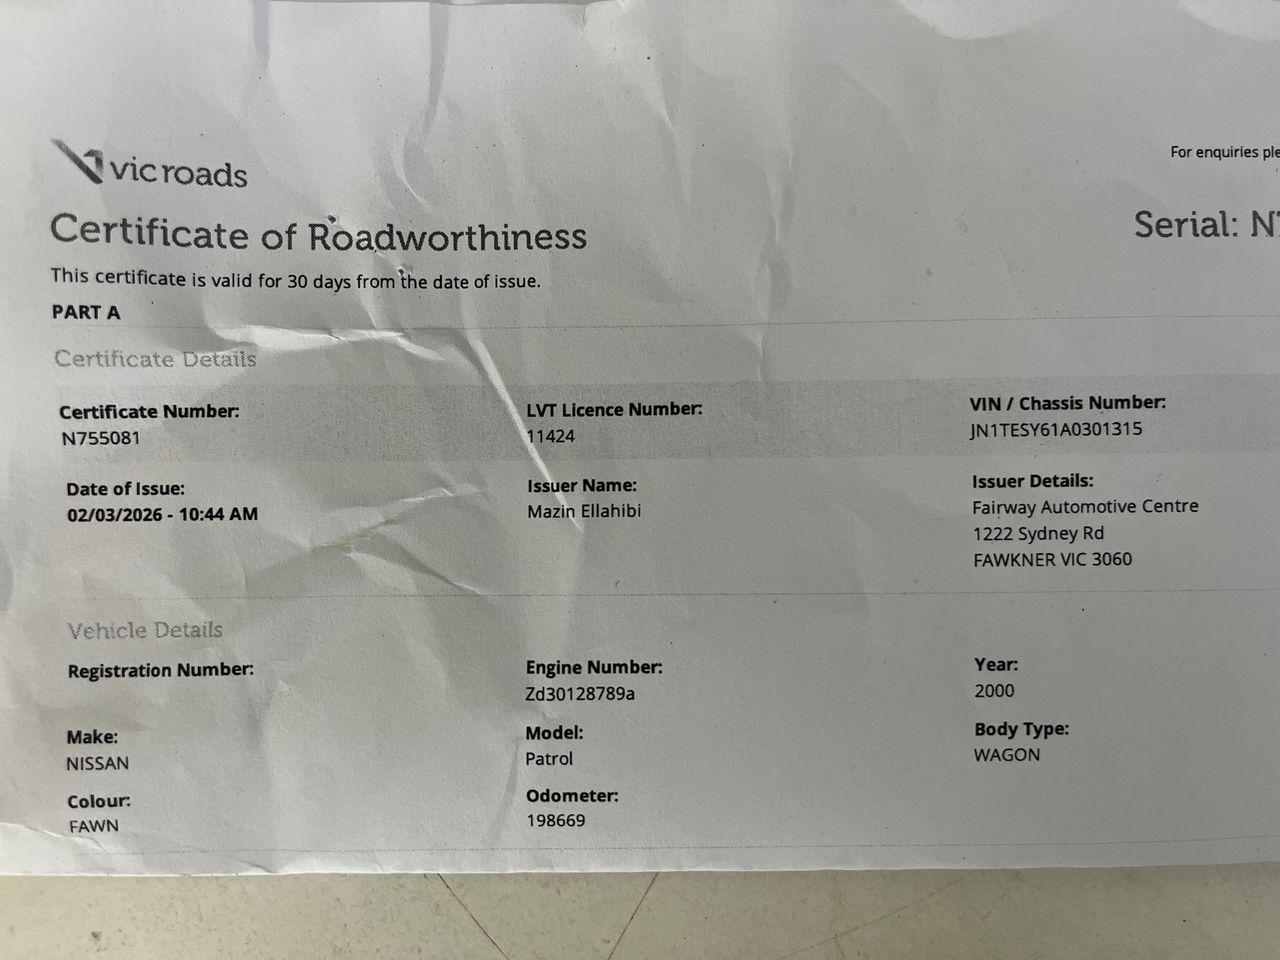 vic roads
For enquiries
Certificate of Roadworthiness
Serial:
This certificate is valid for 30 days from the date of issue.
PART A
Certificate Details
Certificate Number:
N755081
LVT Licence Number:
11424
VIN / Chassis Number:
JN1TESY61A0301315
Date of Issue:
02/03/2026 - 10:44 AM
Issuer Name:
Mazin Ellahibi
Issuer Details:
Fairway Automotive Centre
1222 Sydney Rd
FAWKNER VIC 3060
Vehicle Details
Registration Number:
Engine Number:
Zd30128789a
Year:
2000
Make:
NISSAN
Model:
Patrol
Body Type:
WAGON
Colour:
FAWN
Odometer:
198669